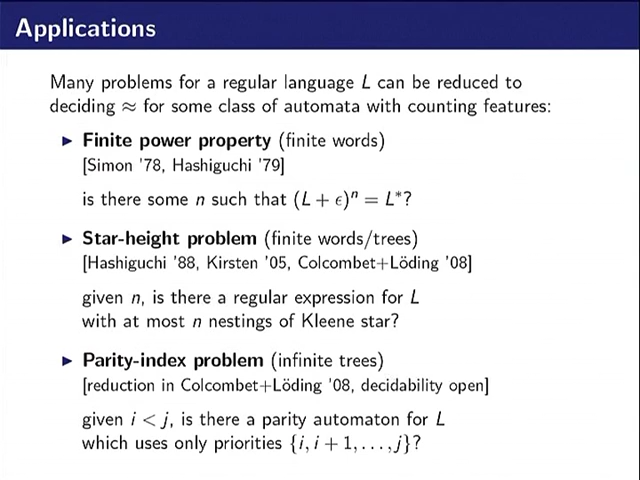 Applications
Many problems for a regular language L can be reduced to
deciding ≈ for some class of automata with counting features:
▶ Finite power property (finite words)
[Simon '78, Hashiguchi '79]
is there some n such that (L + ϵ)ⁿ = L*?
▶ Star-height problem (finite words/trees)
[Hashiguchi '88, Kirsten '05, Colcombet+Löding '08]
given n, is there a regular expression for L
with at most n nestings of Kleene star?
▶ Parity-index problem (infinite trees)
[reduction in Colcombet+Löding '08, decidability open]
given i < j, is there a parity automaton for L
which uses only priorities {i, i + 1, . . . , j}?